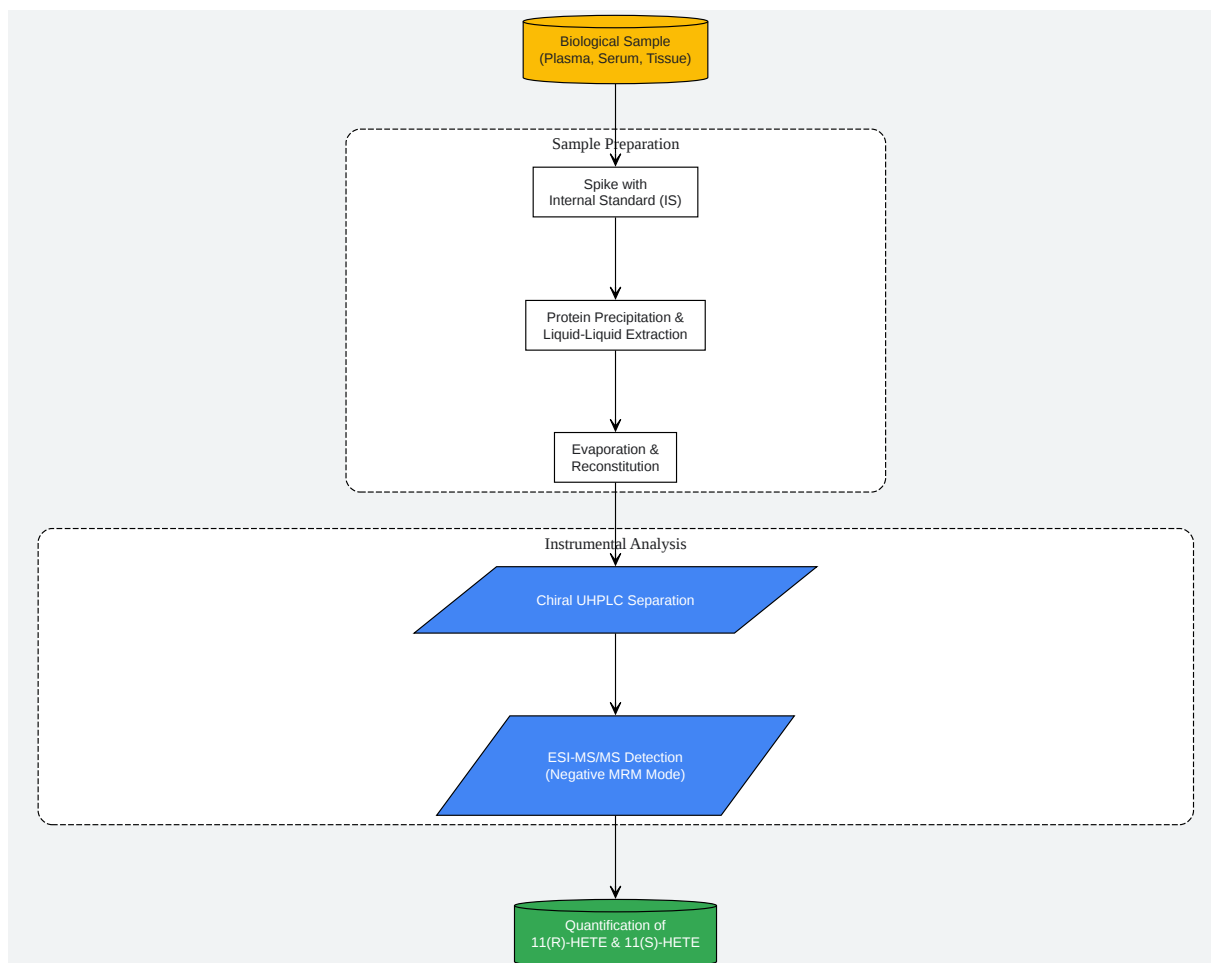 Biological Sample
(Plasma, Serum, Tissue)
Sample Preparation
Spike with
Internal Standard (IS)
Protein Precipitation &
Liquid-Liquid Extraction
Evaporation &
Reconstitution
Instrumental Analysis
Chiral UHPLC Separation
ESI-MS/MS Detection
(Negative MRM Mode)
Quantification of
11(R)-HETE & 11(S)-HETE